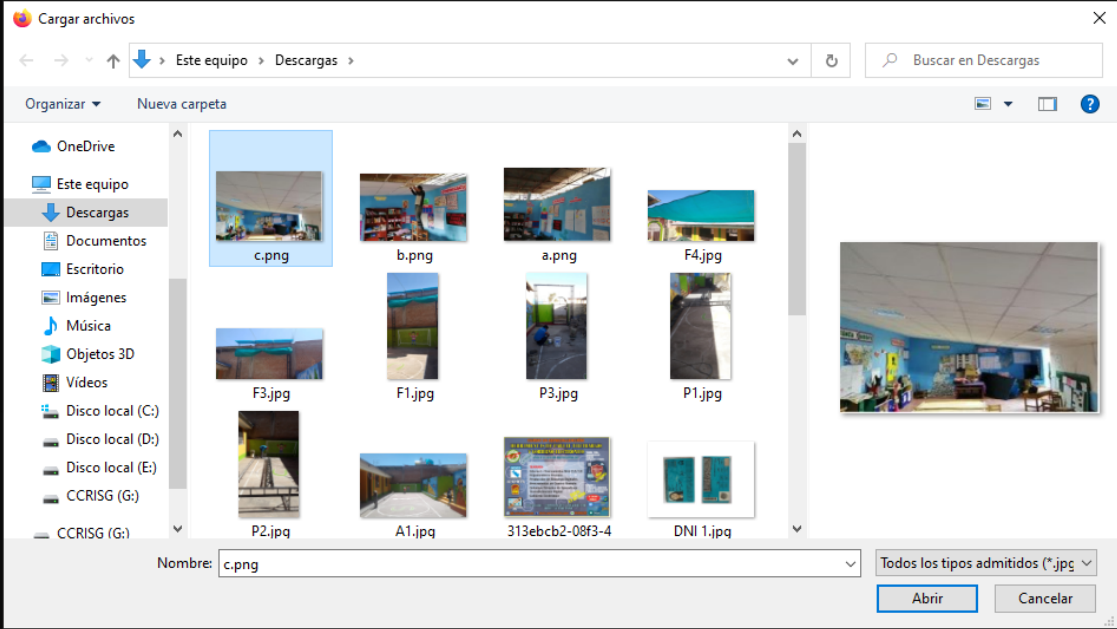 Cargar archivos
Este equipo > Descargas >
Buscar en Descargas
Organizar
Nueva carpeta
OneDrive
Este equipo
Descargas
Documentos
Escritorio
Imágenes
Música
Objetos 3D
Vídeos
Disco local (C:)
Disco local (D:)
Disco local (E:)
CCRISG (G:)
CCRISG (G:)
c.png
b.png
a.png
F4.jpg
F3.jpg
F1.jpg
P3.jpg
P1.jpg
P2.jpg
A1.jpg
313ebcb2-08f3-4
DNI 1.jpg
Nombre:
c.png
Todos los tipos admitidos (*.jpg
Abrir
Cancelar